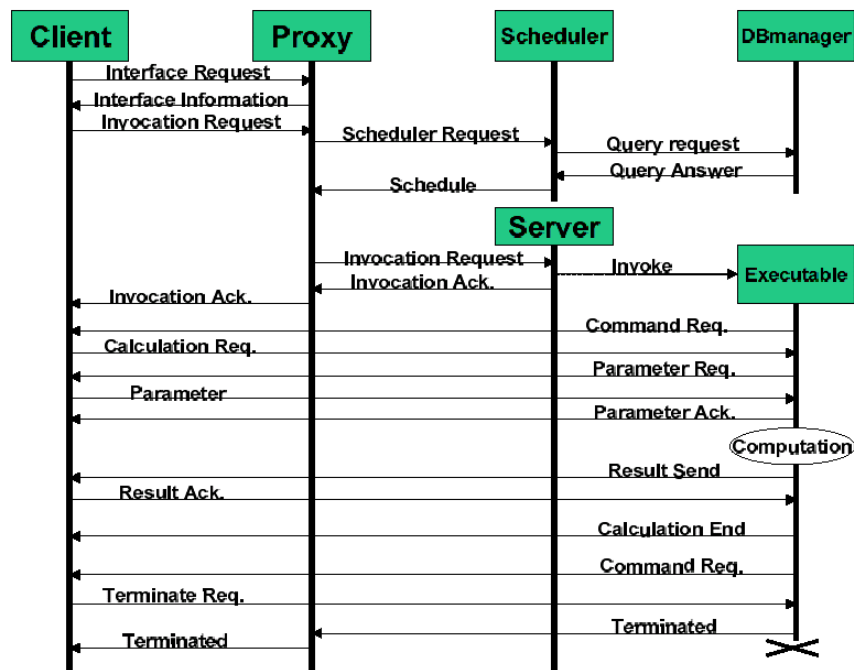 Client
Proxy
Scheduler
DBmanager
Interface Request
Interface Information
Invocation Request
Scheduler Request
Query request
Query Answer
Schedule
Server
Invocation Request
Invoke
Executable
Invocation Ack.
Invocation Ack.
Command Req.
Calculation Req.
Parameter Req.
Parameter
Parameter Ack.
Computation
Result Send
Result Ack.
Calculation End
Command Req.
Terminate Req.
Terminated
Terminated